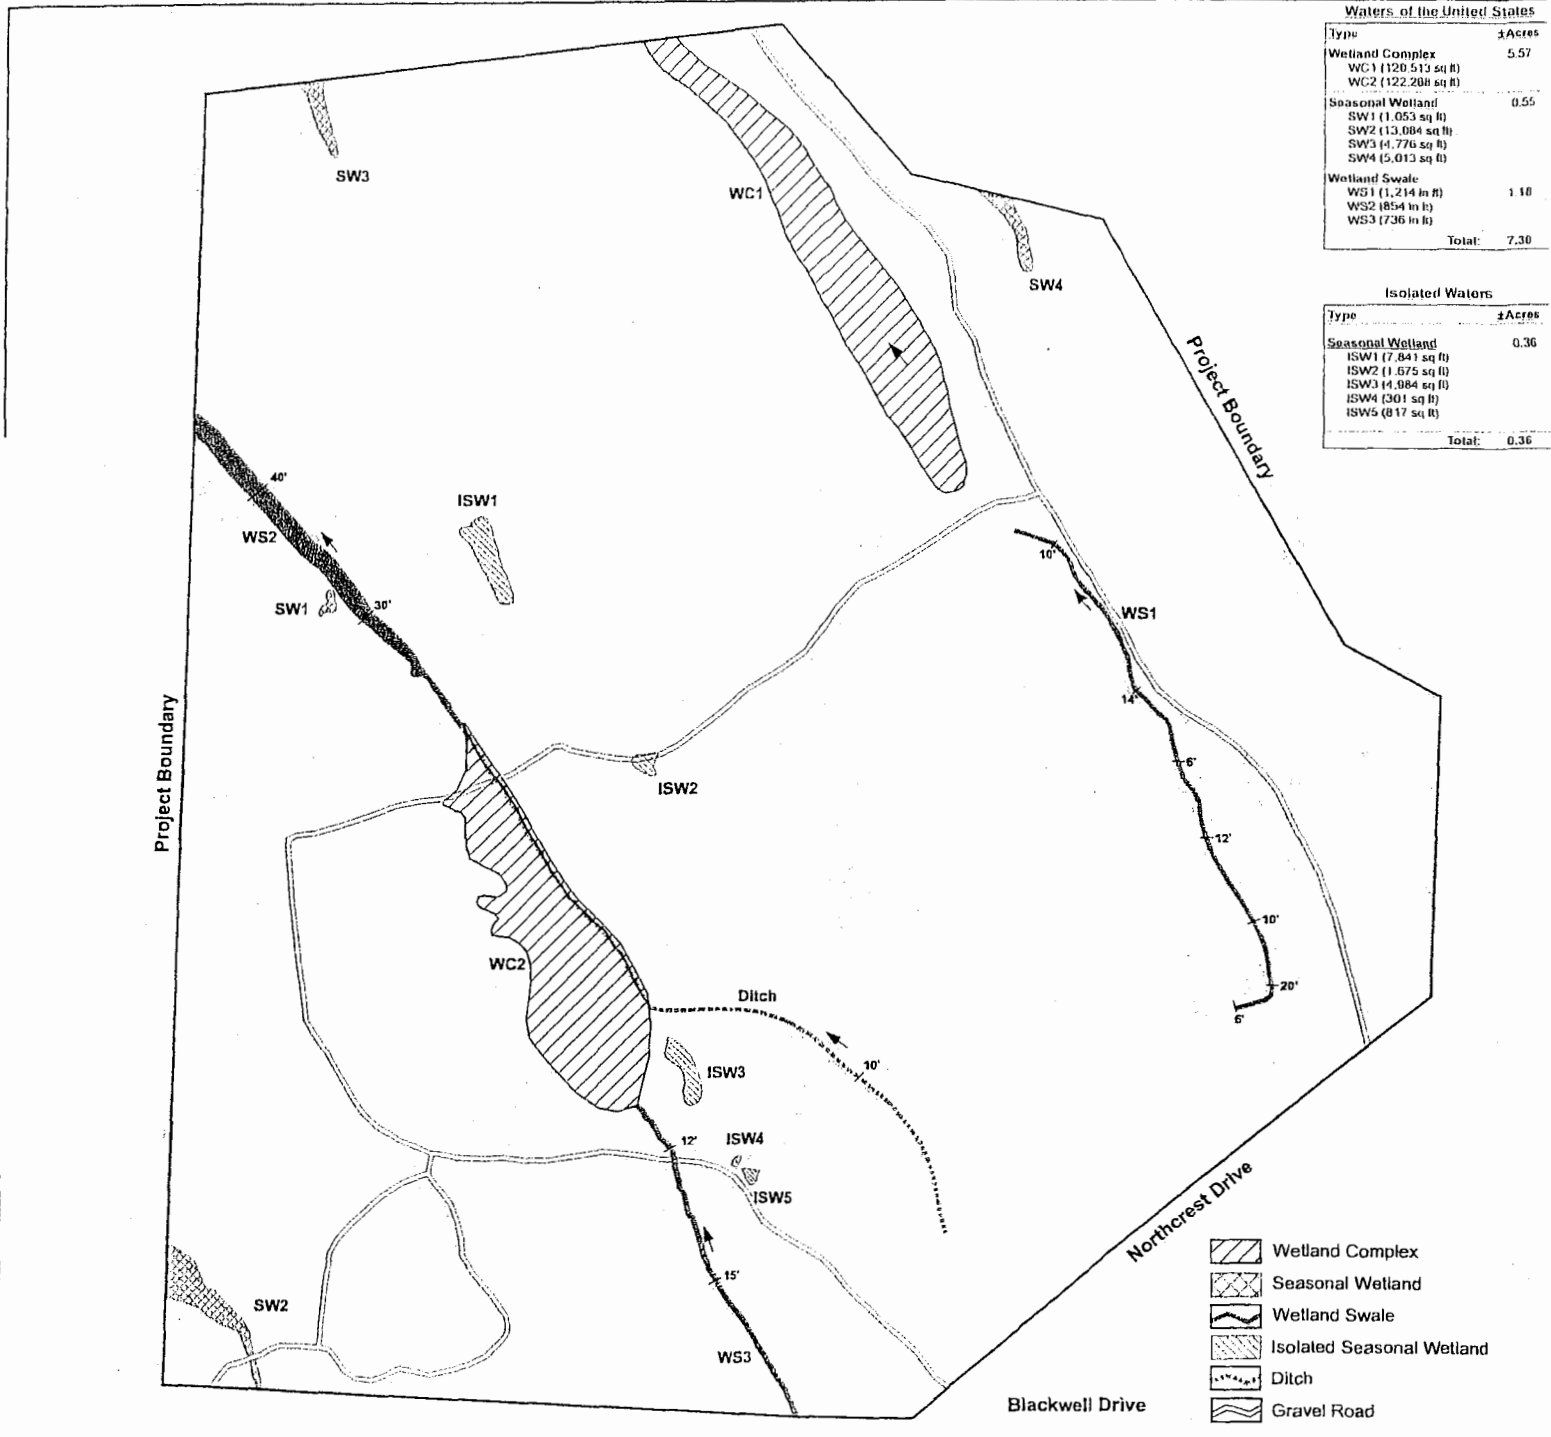 Waters of the United States
Type ±Acres
Wetland Complex 5.57
WC1 (120,513 sq ft)
WC2 (122,208 sq ft)
Seasonal Wetland 0.55
SW1 (1,053 sq ft)
SW2 (13,084 sq ft)
SW3 (4,776 sq ft)
SW4 (5,013 sq ft)
Wetland Swale
WS1 (1,214 ln ft) 1.18
WS2 (854 ln ft)
WS3 (736 ln ft)
Total: 7.30
Isolated Waters
Type ±Acres
Seasonal Wetland 0.36
ISW1 (7,841 sq ft)
ISW2 (1,675 sq ft)
ISW3 (4,984 sq ft)
ISW4 (301 sq ft)
ISW5 (817 sq ft)
Total: 0.36
SW3
WC1
SW4
Project Boundary
40'
ISW1
WS2
10'
SW1
30'
WS1
14'
Project Boundary
6'
ISW2
12'
10'
WC2
20'
Ditch
6'
10'
ISW3
12'
ISW4
ISW5
Northcrest Drive
15'
SW2
WS3
Blackwell Drive
Wetland Complex
Seasonal Wetland
Wetland Swale
Isolated Seasonal Wetland
Ditch
Gravel Road